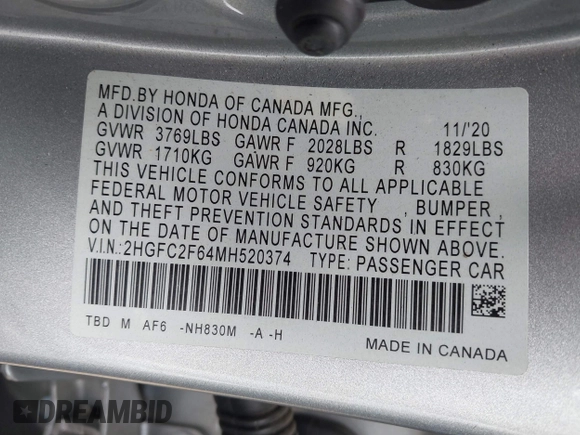 MFD.BY HONDA OF CANADA MFG.,
A DIVISION OF HONDA CANADA INC. 11/'20
GVWR 3769LBS GAWR F 2028LBS R 1829LBS
GVWR 1710KG GAWR F 920KG R 830KG
THIS VEHICLE CONFORMS TO ALL APPLICABLE
FEDERAL MOTOR VEHICLE SAFETY , BUMPER,
AND THEFT PREVENTION STANDARDS IN EFFECT
ON THE DATE OF MANUFACTURE SHOWN ABOVE.
V.I.N.:2HGFC2F64MH520374 TYPE: PASSENGER CAR
TBD M AF6 -NH830M -A -H
MADE IN CANADA
DREAMBID